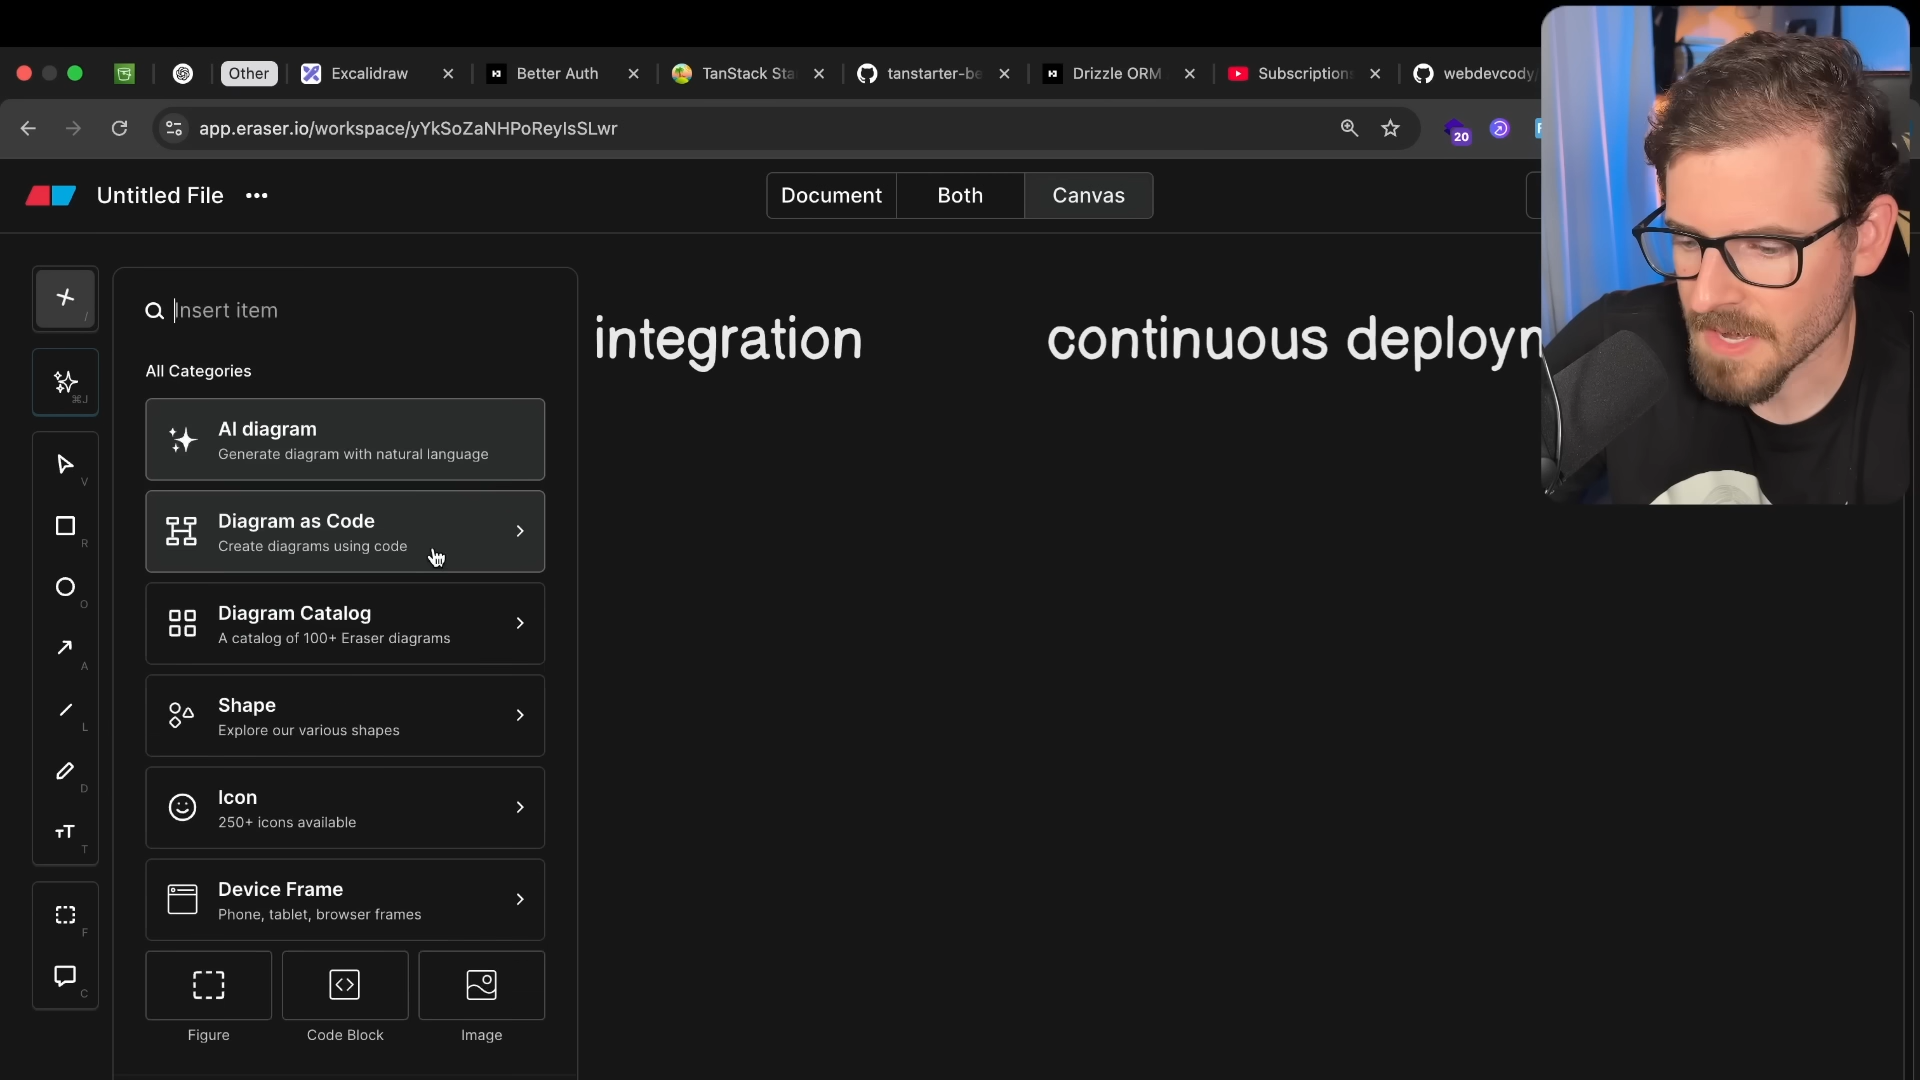 Other
Excalidraw
Better Auth
TanStack Sta
tanstarter-be
Drizzle ORM
Subscription
webdevcody/
app.eraser.io/workspace/yYkSoZaNHPoReyIsSLwr
20
Untitled File
Document
Both
Canvas
/
⌘J
V
R
O
A
L
D
T
F
C
Insert item
All Categories
AI diagram
Generate diagram with natural language
Diagram as Code
Create diagrams using code
Diagram Catalog
A catalog of 100+ Eraser diagrams
Shape
Explore our various shapes
Icon
250+ icons available
Device Frame
Phone, tablet, browser frames
Figure
Code Block
Image
integration
continuous deployn